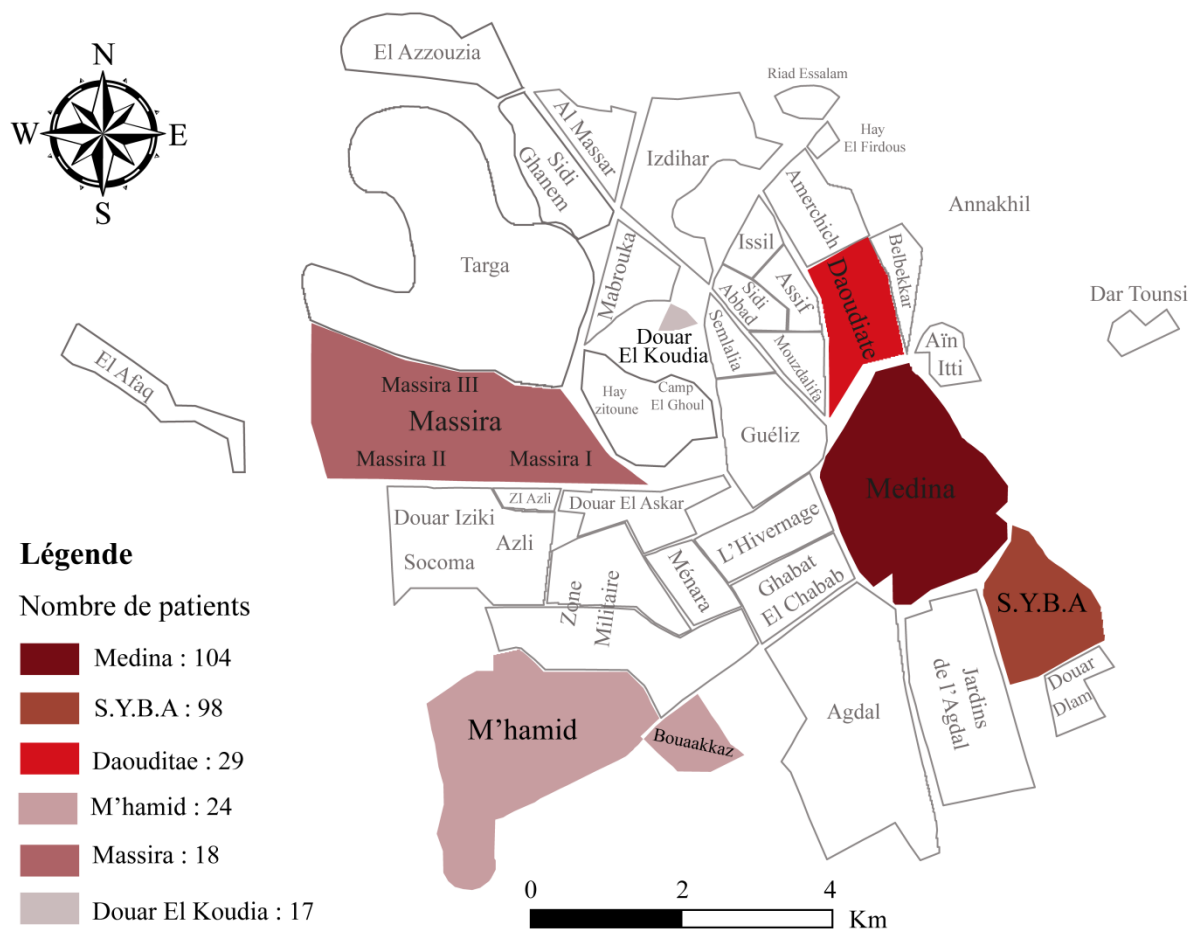 El Azzouzia
N
W
E
S
Riad Essalam
Al Massar
Hay
El Firdous
Sidi
Ghanem
Izdihar
Amerchich
Annakhil
Issil
Belbekkar
Targa
Mabrouka
Assif
Daoudiate
Sidi
Abbad
Dar Tounsi
Douar
El Koudia
Semlalia
Mouzdalifa
Aïn
Itti
El Afaq
Massira III
Hay
zitoune
Camp
El Ghoul
Massira
Guéliz
Massira II
Massira I
Medina
ZI Azli
Douar El Askar
Douar Iziki
Azli
Socoma
L'Hivernage
Ménara
Ghabat
El Chabab
Zone
Militaire
S.Y.B.A
Douar
Dlam
Jardins
de l'Agdal
Agdal
M'hamid
Bouaakkaz
Légende
Nombre de patients
Medina : 104
S.Y.B.A : 98
Daouditae : 29
M'hamid : 24
Massira : 18
Douar El Koudia : 17
0 2 4
Km